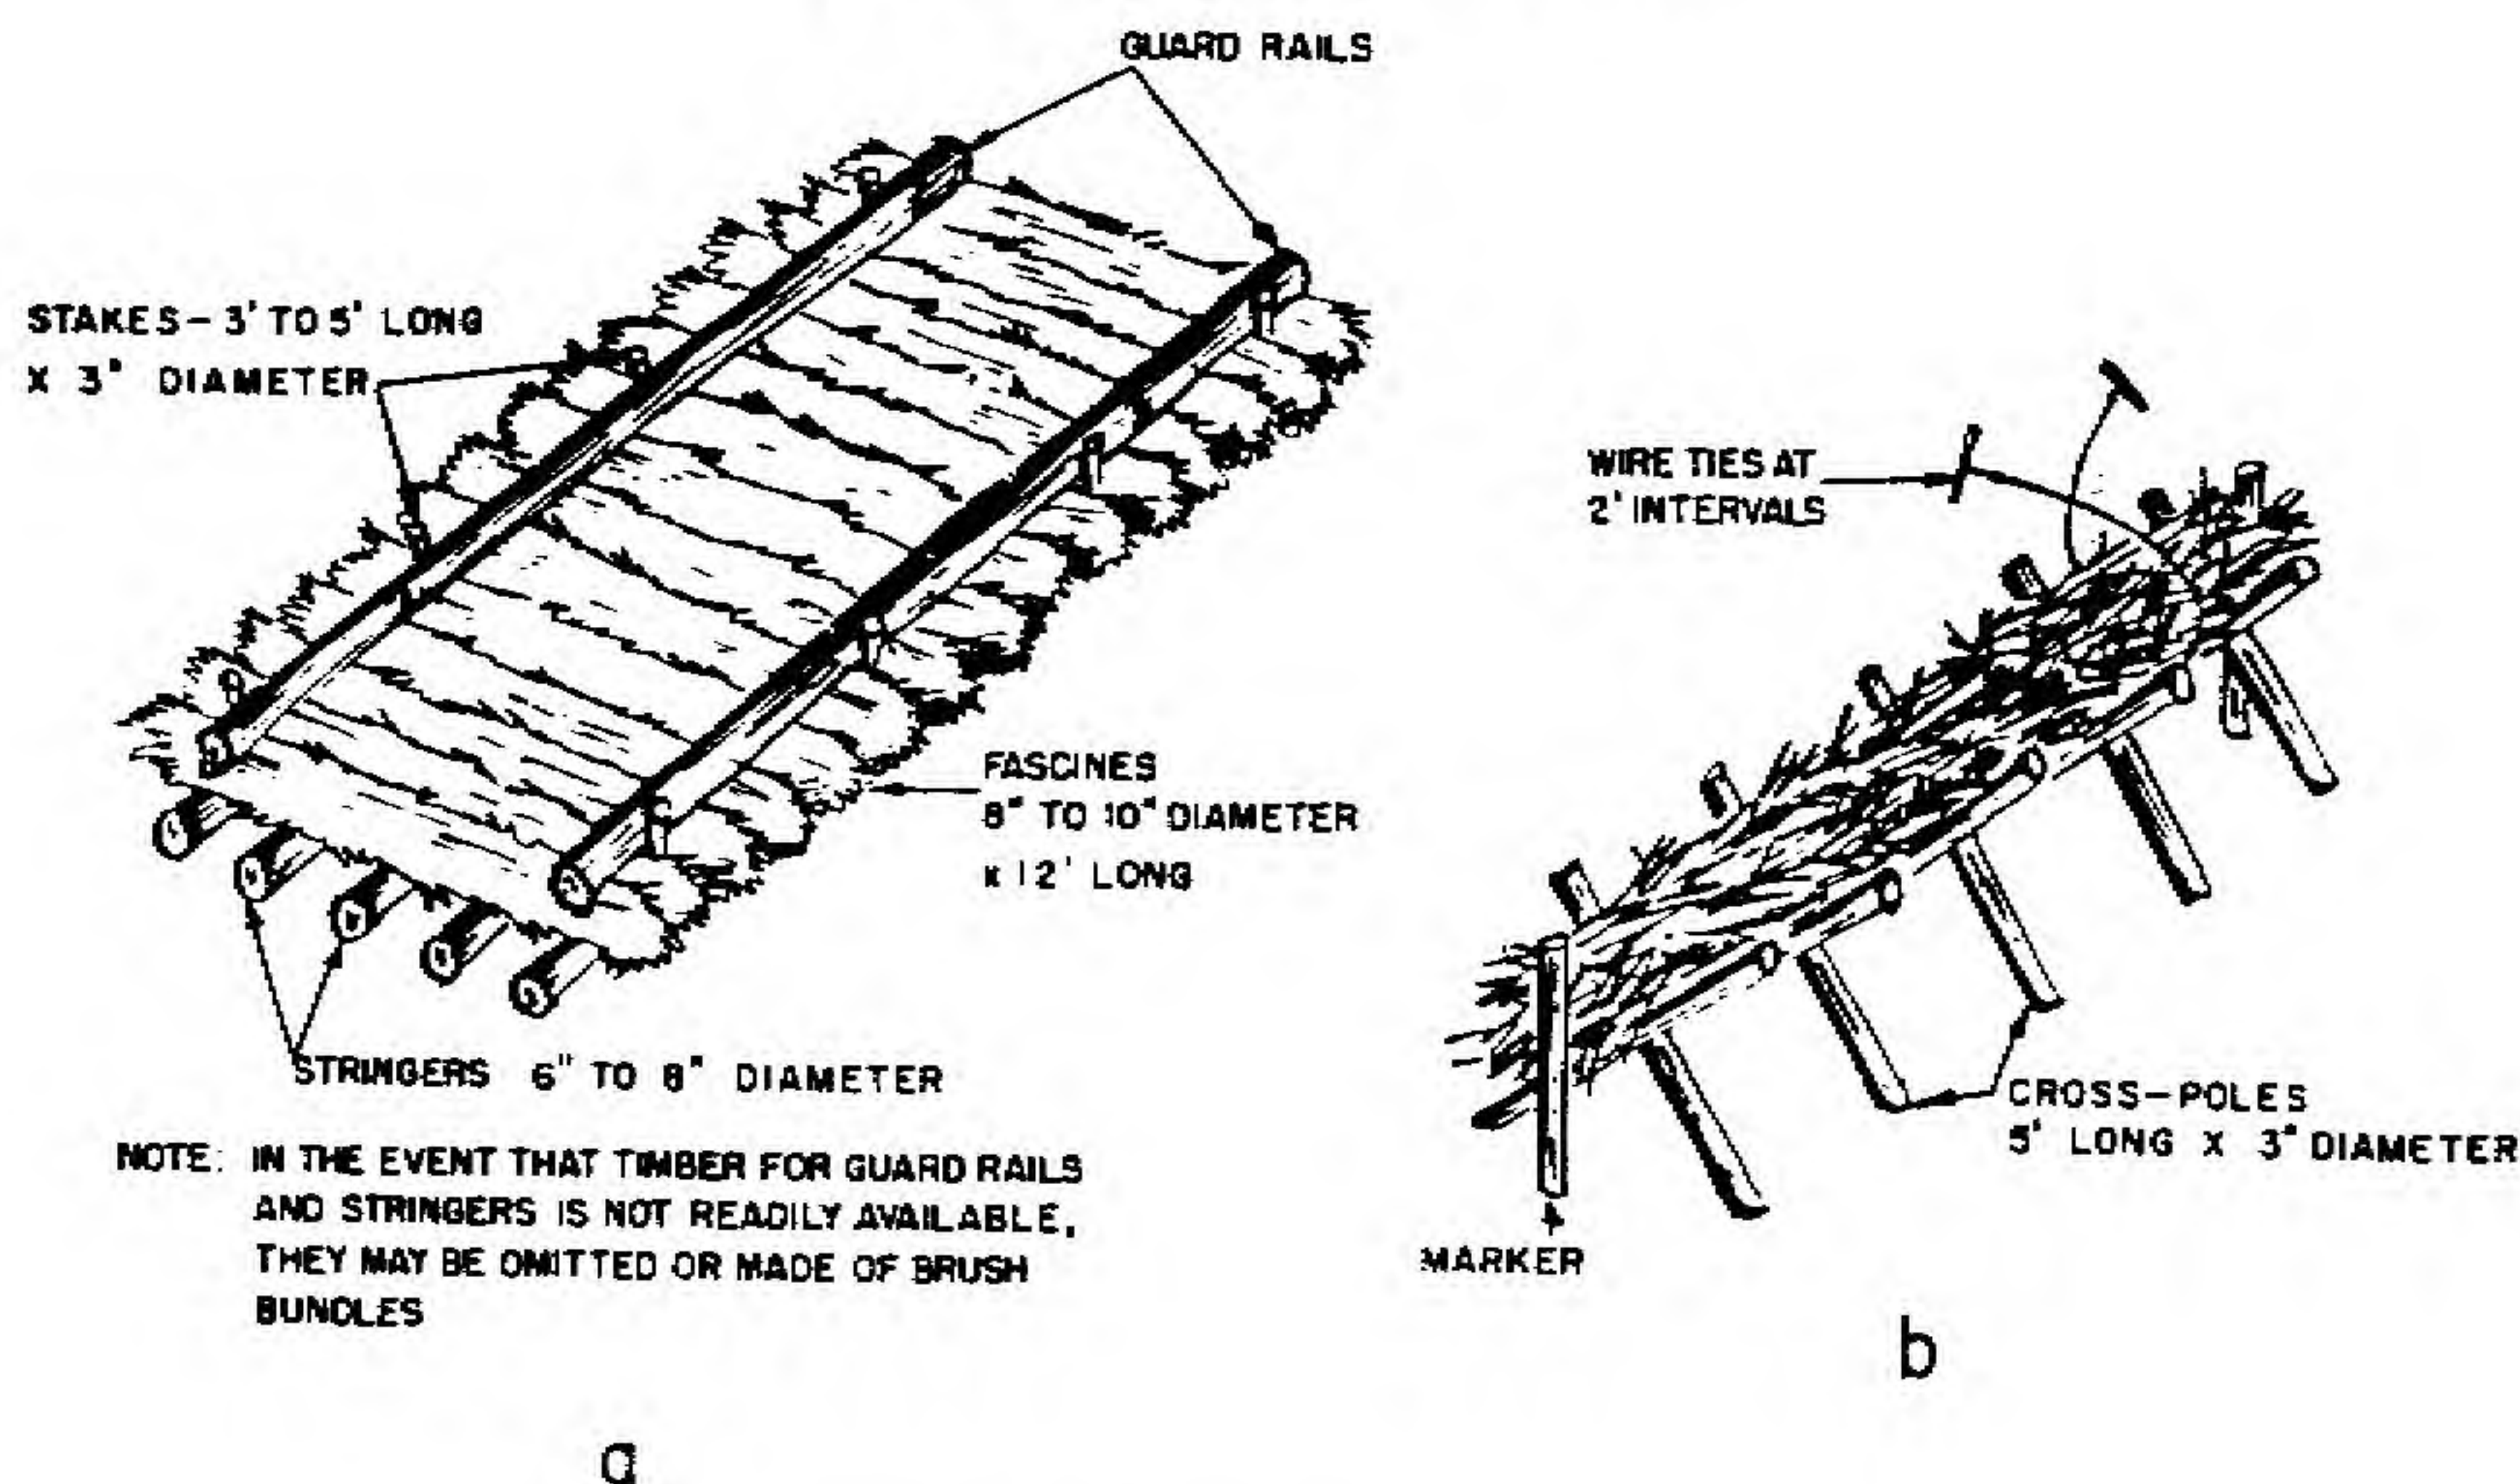 GUARD RAILS
STAKES-3' TO 5' LONG
X 3" DIAMETER
WIRE TIES AT
2' INTERVALS
FASCINES
8" TO 10" DIAMETER
x 12' LONG
STRINGERS 6" TO 8" DIAMETER
CROSS-POLES
5' LONG X 3" DIAMETER
MARKER
NOTE: IN THE EVENT THAT TIMBER FOR GUARD RAILS
AND STRINGERS IS NOT READILY AVAILABLE,
THEY MAY BE OMITTED OR MADE OF BRUSH
BUNDLES
a
b